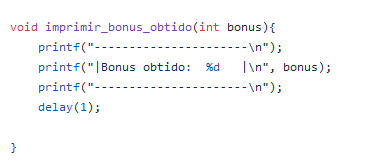 void imprimir_bonus_obtido(int bonus){
    printf("----------------------\n");
    printf("|Bonus obtido:  %d   |\n", bonus);
    printf("----------------------\n");
    delay(1);
}